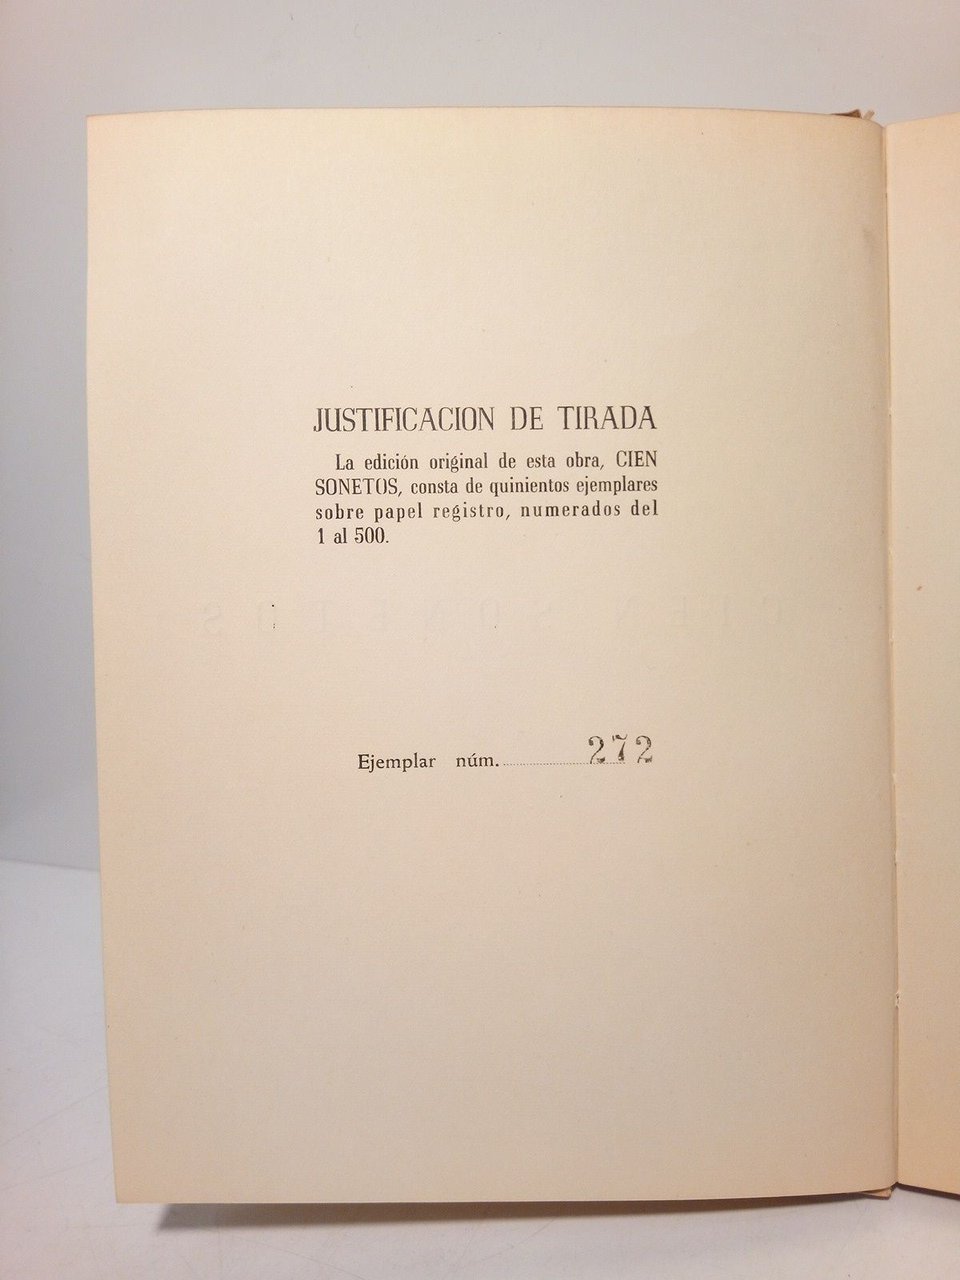 JUSTIFICACION DE TIRADA
La edición original de esta obra, CIEN
SONETOS, consta de quinientos ejemplares
sobre papel registro, numerados del
1 al 500.
Ejemplar núm. 272